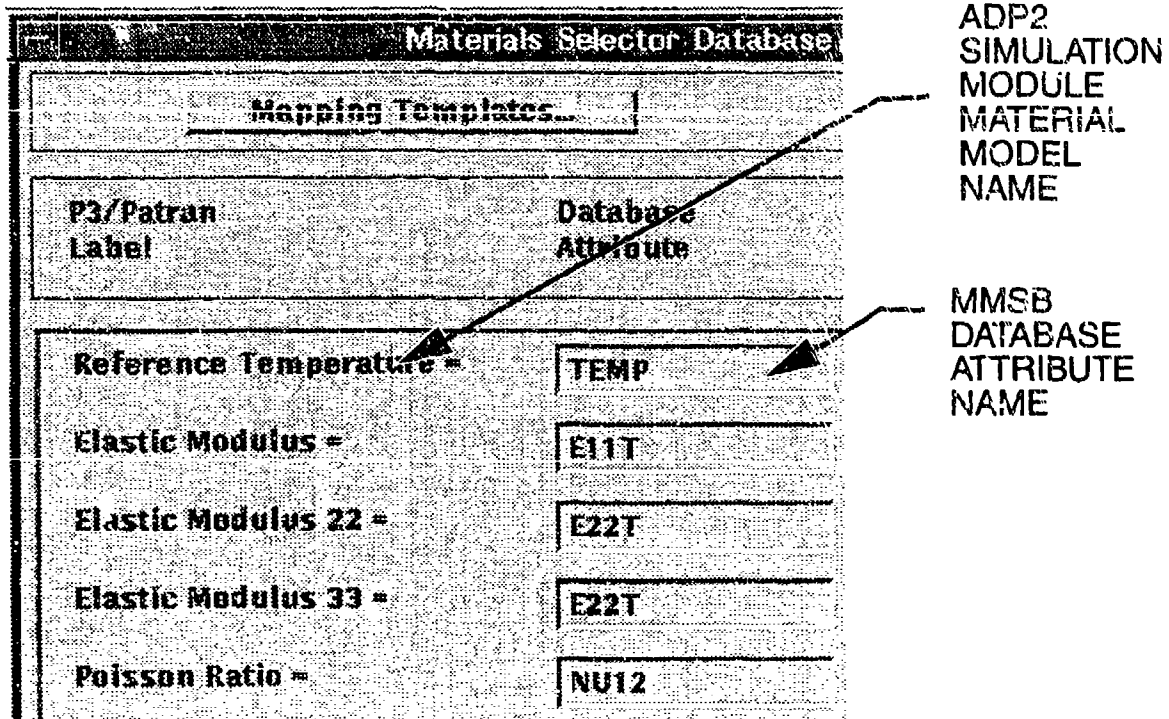 Materials Selector Database
Mapping Templates...
P3/Patran
Label
Database
Attribute
Reference Temperature =
TEMP
Elastic Modulus =
E11T
Elastic Modulus 22 =
E22T
Elastic Modulus 33 =
E22T
Poisson Ratio =
NU12
ADP2
SIMULATION
MODULE
MATERIAL
MODEL
NAME
MMSB
DATABASE
ATTRIBUTE
NAME